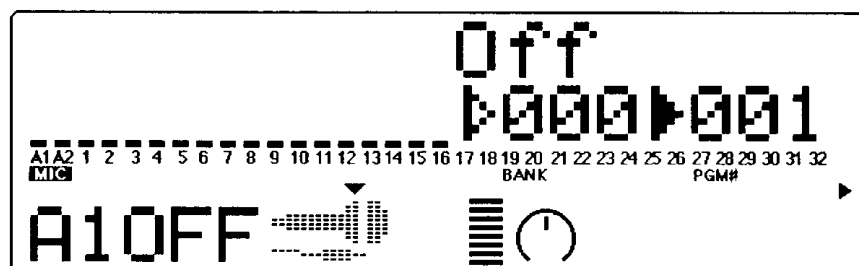 Off
000 001
A1 A2 1 2 3 4 5 6 7 8 9 10 11 12 13 14 15 16 17 18 19 20 21 22 23 24 25 26 27 28 29 30 31 32
MIC BANK PGM#
A1OFF